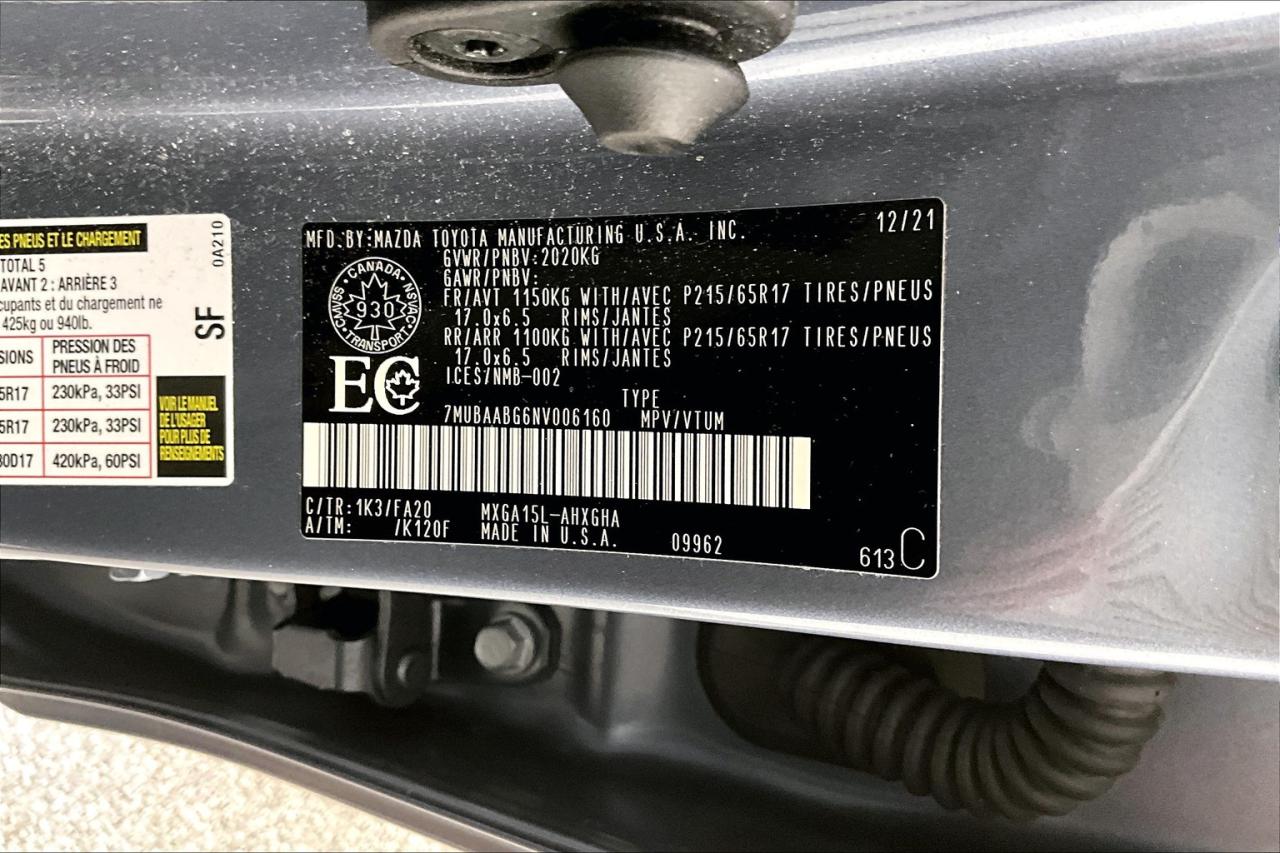 ES PNEUS ET LE CHARGEMENT
TOTAL 5
AVANT 2 : ARRIÈRE 3
cupants et du chargement ne
425kg ou 940lb.
SIONS PRESSION DES PNEUS À FROID
5R17 230kPa, 33PSI
5R17 230kPa, 33PSI
80D17 420kPa, 60PSI
VOIR LE MANUEL
DE L'USAGER
POUR PLUS DE
RENSEIGNEMENTS
0A210
SF
MFD.BY:MAZDA TOYOTA MANUFACTURING U.S.A. INC. 12/21
GVWR/PNBV:2020KG
GAWR/PNBV:
FR/AVT 1150KG WITH/AVEC P215/65R17 TIRES/PNEUS
17.0x6.5 RIMS/JANTES
RR/ARR 1100KG WITH/AVEC P215/65R17 TIRES/PNEUS
17.0x6.5 RIMS/JANTES
ICES/NMB-002
CANADA
CMVSS 930 NSVAC
TRANSPORT
EC
TYPE
7MUBAABG6NV006160 MPV/VTUM
C/TR:1K3/FA20 MXGA15L-AHXGHA
A/TM: /K120F MADE IN U.S.A. 09962
613 C